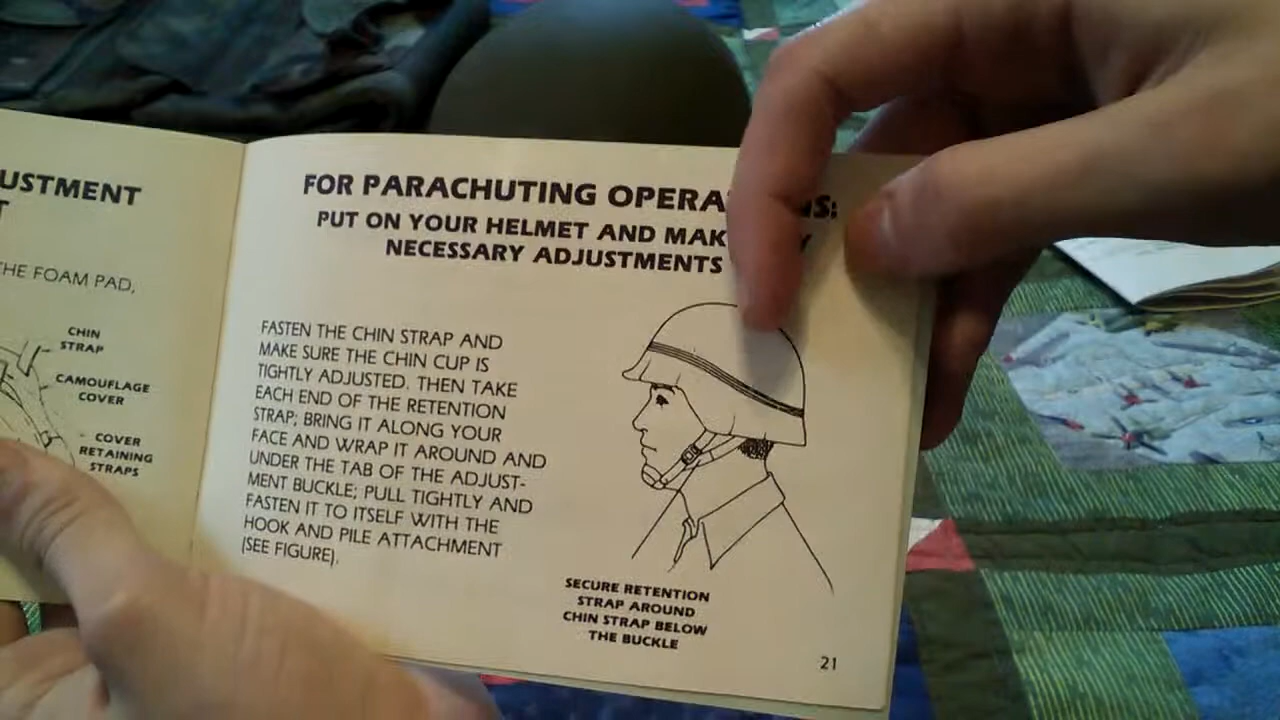 USTMENT
T
HE FOAM PAD,
CHIN
STRAP
CAMOUFLAGE
COVER
COVER
RETAINING
STRAPS
FOR PARACHUTING OPERA NS:
PUT ON YOUR HELMET AND MAK Y
NECESSARY ADJUSTMENTS
FASTEN THE CHIN STRAP AND
MAKE SURE THE CHIN CUP IS
TIGHTLY ADJUSTED. THEN TAKE
EACH END OF THE RETENTION
STRAP; BRING IT ALONG YOUR
FACE AND WRAP IT AROUND AND
UNDER THE TAB OF THE ADJUST-
MENT BUCKLE; PULL TIGHTLY AND
FASTEN IT TO ITSELF WITH THE
HOOK AND PILE ATTACHMENT
(SEE FIGURE).
SECURE RETENTION
STRAP AROUND
CHIN STRAP BELOW
THE BUCKLE
21